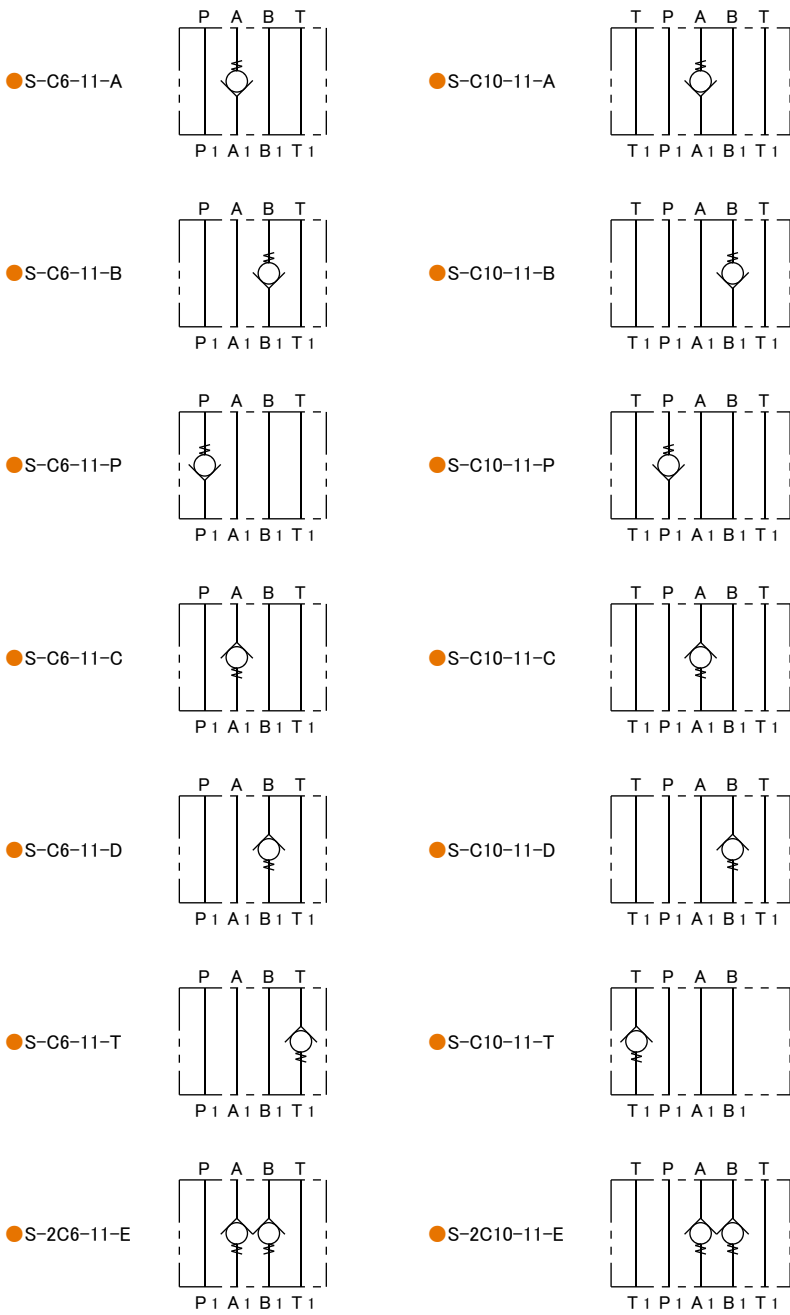 P A B T
S-C6-11-A
P1 A1 B1 T1
T P A B T
S-C10-11-A
T1 P1 A1 B1 T1
P A B T
S-C6-11-B
P1 A1 B1 T1
T P A B T
S-C10-11-B
T1 P1 A1 B1 T1
P A B T
S-C6-11-P
P1 A1 B1 T1
T P A B T
S-C10-11-P
T1 P1 A1 B1 T1
P A B T
S-C6-11-C
P1 A1 B1 T1
T P A B T
S-C10-11-C
T1 P1 A1 B1 T1
P A B T
S-C6-11-D
P1 A1 B1 T1
T P A B T
S-C10-11-D
T1 P1 A1 B1 T1
P A B T
S-C6-11-T
P1 A1 B1 T1
T P A B
S-C10-11-T
T1 P1 A1 B1
P A B T
S-2C6-11-E
P1 A1 B1 T1
T P A B T
S-2C10-11-E
T1 P1 A1 B1 T1